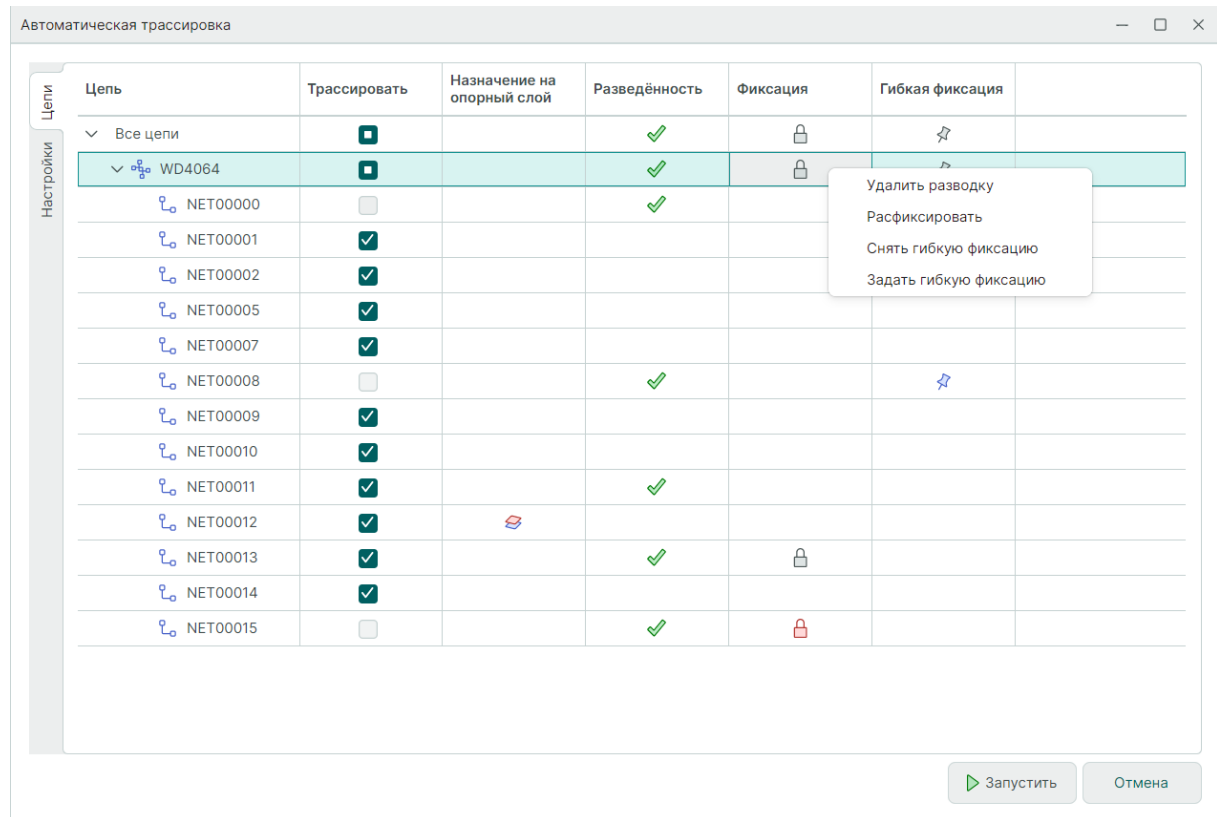 Автоматическая трассировка
Цепи
Настройки
Цепь
Трассировать
Назначение на
опорный слой
Разведённость
Фиксация
Гибкая фиксация
Все цепи
WD4064
NET00000
NET00001
NET00002
NET00005
NET00007
NET00008
NET00009
NET00010
NET00011
NET00012
NET00013
NET00014
NET00015
Удалить разводку
Расфиксировать
Снять гибкую фиксацию
Задать гибкую фиксацию
Запустить
Отмена